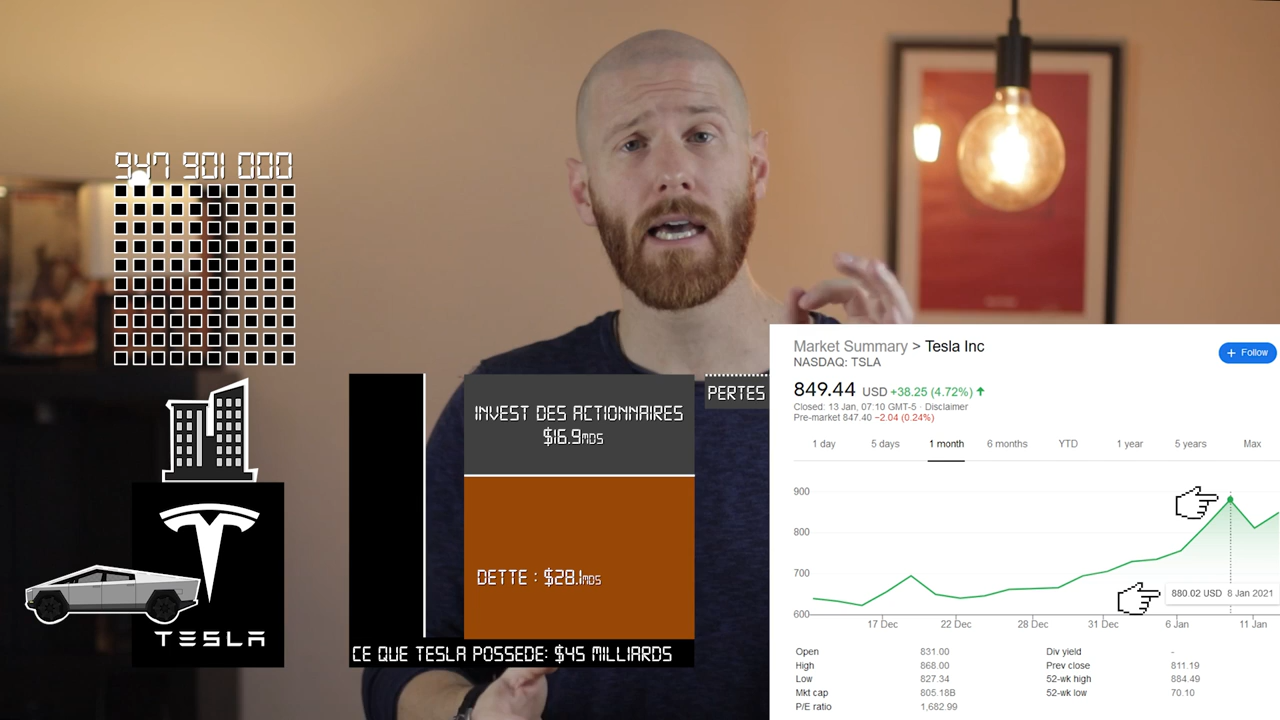 947 901 000
TESLA
INVEST DES ACTIONNAIRES
$16.9MDS
DETTE : $28.1MDS
CE QUE TESLA POSSEDE: $45 MILLIARDS
PERTES
Market Summary > Tesla Inc
NASDAQ: TSLA
+ Follow
849.44 USD +38.25 (4.72%) ↑
Closed: 13 Jan, 07:10 GMT-5 · Disclaimer
Pre-market 847.40 −2.04 (0.24%)
1 day 5 days 1 month 6 months YTD 1 year 5 years Max
900
800
700
600
880.02 USD 8 Jan 2021
17 Dec 22 Dec 28 Dec 31 Dec 6 Jan 11 Jan
Open 831.00 Div yield -
High 868.00 Prev close 811.19
Low 827.34 52-wk high 884.49
Mkt cap 805.18B 52-wk low 70.10
P/E ratio 1,682.99